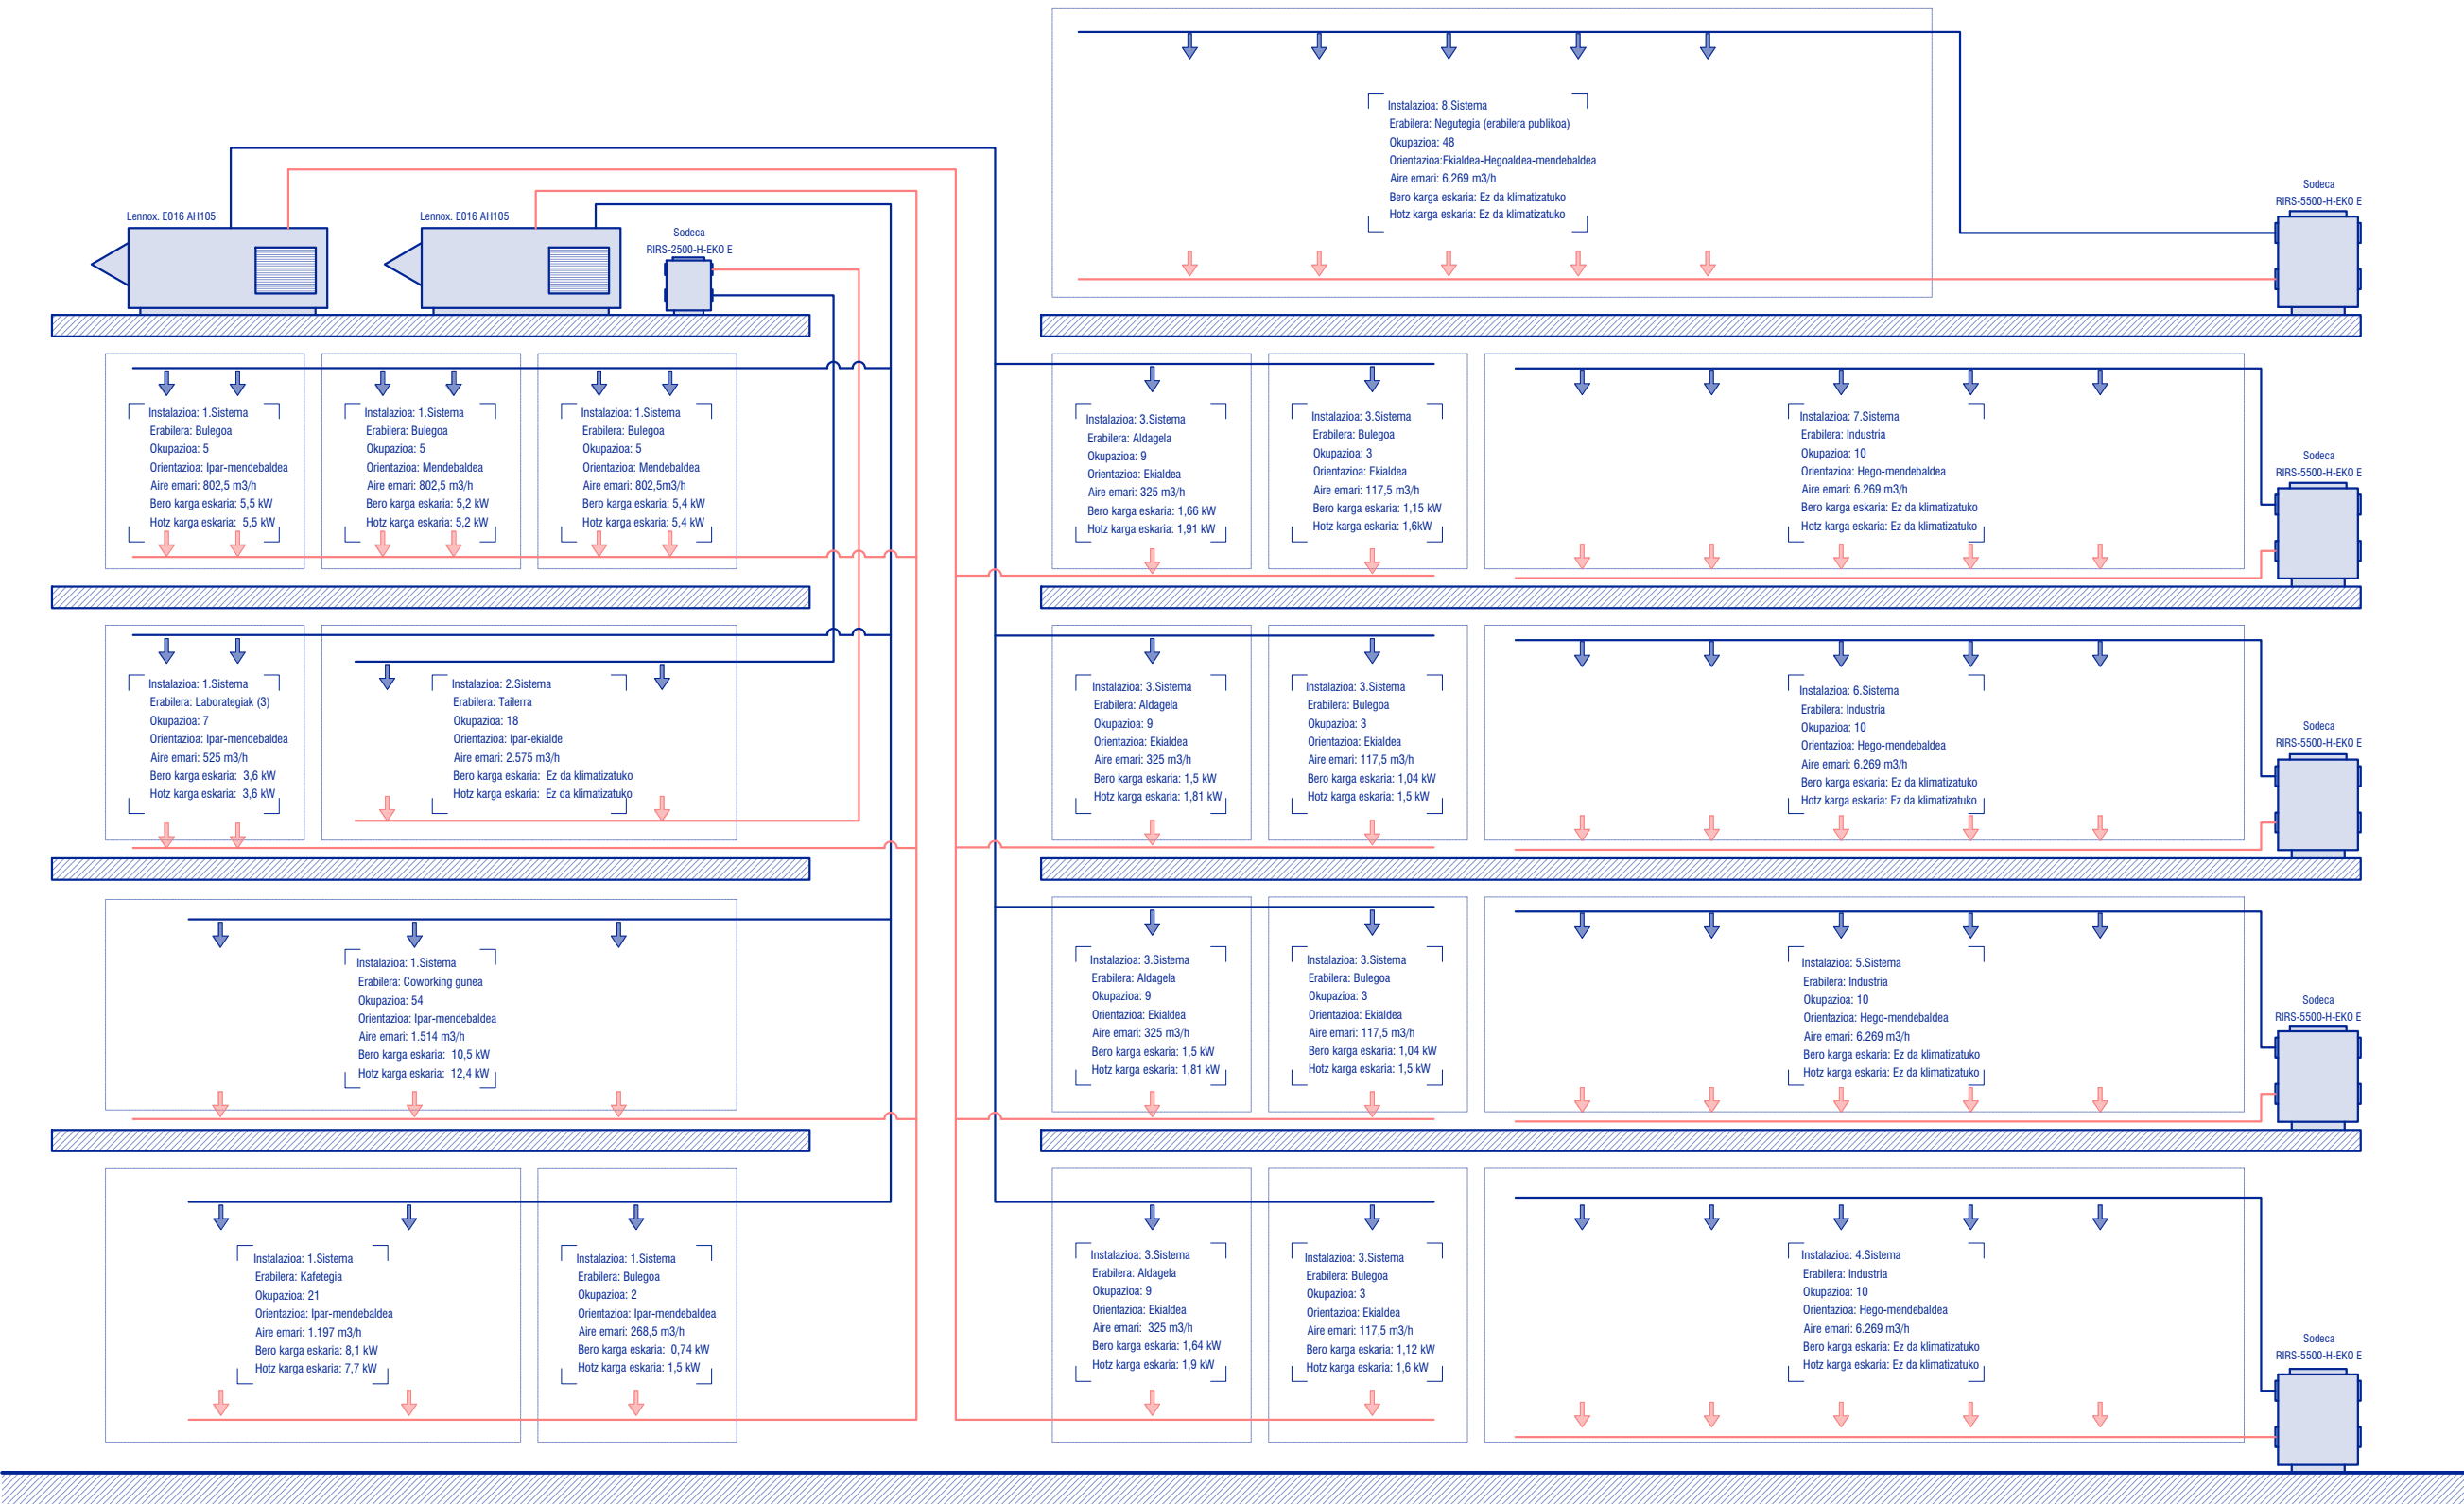 Instalazioa: 8.Sistema
Erabilera: Negutegia (erabilera publikoa)
Okupazioa: 48
Orientazioa:Ekialdea-Hegoaldea-mendebaldea
Aire emari: 6.269 m3/h
Bero karga eskaria: Ez da klimatizatuko
Hotz karga eskaria: Ez da klimatizatuko
Sodeca
RIRS-5500-H-EKO E
Lennox. E016 AH105
Lennox. E016 AH105
Sodeca
RIRS-2500-H-EKO E
Instalazioa: 1.Sistema
Erabilera: Bulegoa
Okupazioa: 5
Orientazioa: Ipar-mendebaldea
Aire emari: 802,5 m3/h
Bero karga eskaria: 5,5 kW
Hotz karga eskaria: 5,5 kW
Instalazioa: 1.Sistema
Erabilera: Bulegoa
Okupazioa: 5
Orientazioa: Mendebaldea
Aire emari: 802,5 m3/h
Bero karga eskaria: 5,2 kW
Hotz karga eskaria: 5,2 kW
Instalazioa: 1.Sistema
Erabilera: Bulegoa
Okupazioa: 5
Orientazioa: Mendebaldea
Aire emari: 802,5m3/h
Bero karga eskaria: 5,4 kW
Hotz karga eskaria: 5,4 kW
Instalazioa: 3.Sistema
Erabilera: Aldagela
Okupazioa: 9
Orientazioa: Ekialdea
Aire emari: 325 m3/h
Bero karga eskaria: 1,66 kW
Hotz karga eskaria: 1,91 kW
Instalazioa: 3.Sistema
Erabilera: Bulegoa
Okupazioa: 3
Orientazioa: Ekialdea
Aire emari: 117,5 m3/h
Bero karga eskaria: 1,15 kW
Hotz karga eskaria: 1,6kW
Instalazioa: 7.Sistema
Erabilera: Industria
Okupazioa: 10
Orientazioa: Hego-mendebaldea
Aire emari: 6.269 m3/h
Bero karga eskaria: Ez da klimatizatuko
Hotz karga eskaria: Ez da klimatizatuko
Sodeca
RIRS-5500-H-EKO E
Instalazioa: 1.Sistema
Erabilera: Laborategiak (3)
Okupazioa: 7
Orientazioa: Ipar-mendebaldea
Aire emari: 525 m3/h
Bero karga eskaria: 3,6 kW
Hotz karga eskaria: 3,6 kW
Instalazioa: 2.Sistema
Erabilera: Tailerra
Okupazioa: 18
Orientazioa: Ipar-ekialde
Aire emari: 2.575 m3/h
Bero karga eskaria: Ez da klimatizatuko
Hotz karga eskaria: Ez da klimatizatuko
Instalazioa: 3.Sistema
Erabilera: Aldagela
Okupazioa: 9
Orientazioa: Ekialdea
Aire emari: 325 m3/h
Bero karga eskaria: 1,5 kW
Hotz karga eskaria: 1,81 kW
Instalazioa: 3.Sistema
Erabilera: Bulegoa
Okupazioa: 3
Orientazioa: Ekialdea
Aire emari: 117,5 m3/h
Bero karga eskaria: 1,04 kW
Hotz karga eskaria: 1,5 kW
Instalazioa: 6.Sistema
Erabilera: Industria
Okupazioa: 10
Orientazioa: Hego-mendebaldea
Aire emari: 6.269 m3/h
Bero karga eskaria: Ez da klimatizatuko
Hotz karga eskaria: Ez da klimatizatuko
Sodeca
RIRS-5500-H-EKO E
Instalazioa: 1.Sistema
Erabilera: Coworking gunea
Okupazioa: 54
Orientazioa: Ipar-mendebaldea
Aire emari: 1.514 m3/h
Bero karga eskaria: 10,5 kW
Hotz karga eskaria: 12,4 kW
Instalazioa: 3.Sistema
Erabilera: Aldagela
Okupazioa: 9
Orientazioa: Ekialdea
Aire emari: 325 m3/h
Bero karga eskaria: 1,5 kW
Hotz karga eskaria: 1,81 kW
Instalazioa: 3.Sistema
Erabilera: Bulegoa
Okupazioa: 3
Orientazioa: Ekialdea
Aire emari: 117,5 m3/h
Bero karga eskaria: 1,04 kW
Hotz karga eskaria: 1,5 kW
Instalazioa: 5.Sistema
Erabilera: Industria
Okupazioa: 10
Orientazioa: Hego-mendebaldea
Aire emari: 6.269 m3/h
Bero karga eskaria: Ez da klimatizatuko
Hotz karga eskaria: Ez da klimatizatuko
Sodeca
RIRS-5500-H-EKO E
Instalazioa: 1.Sistema
Erabilera: Kafetegia
Okupazioa: 21
Orientazioa: Ipar-mendebaldea
Aire emari: 1.197 m3/h
Bero karga eskaria: 8,1 kW
Hotz karga eskaria: 7,7 kW
Instalazioa: 1.Sistema
Erabilera: Bulegoa
Okupazioa: 2
Orientazioa: Ipar-mendebaldea
Aire emari: 268,5 m3/h
Bero karga eskaria: 0,74 kW
Hotz karga eskaria: 1,5 kW
Instalazioa: 3.Sistema
Erabilera: Aldagela
Okupazioa: 9
Orientazioa: Ekialdea
Aire emari: 325 m3/h
Bero karga eskaria: 1,64 kW
Hotz karga eskaria: 1,9 kW
Instalazioa: 3.Sistema
Erabilera: Bulegoa
Okupazioa: 3
Orientazioa: Ekialdea
Aire emari: 117,5 m3/h
Bero karga eskaria: 1,12 kW
Hotz karga eskaria: 1,6 kW
Instalazioa: 4.Sistema
Erabilera: Industria
Okupazioa: 10
Orientazioa: Hego-mendebaldea
Aire emari: 6.269 m3/h
Bero karga eskaria: Ez da klimatizatuko
Hotz karga eskaria: Ez da klimatizatuko
Sodeca
RIRS-5500-H-EKO E